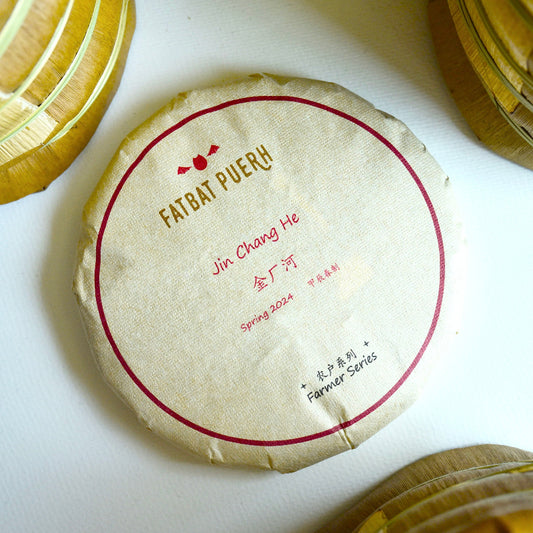 FATBAT PUERH
Jin Chang He
金厂河
Spring 2024 甲辰春制
+ 农户系列 +
Farmer Series